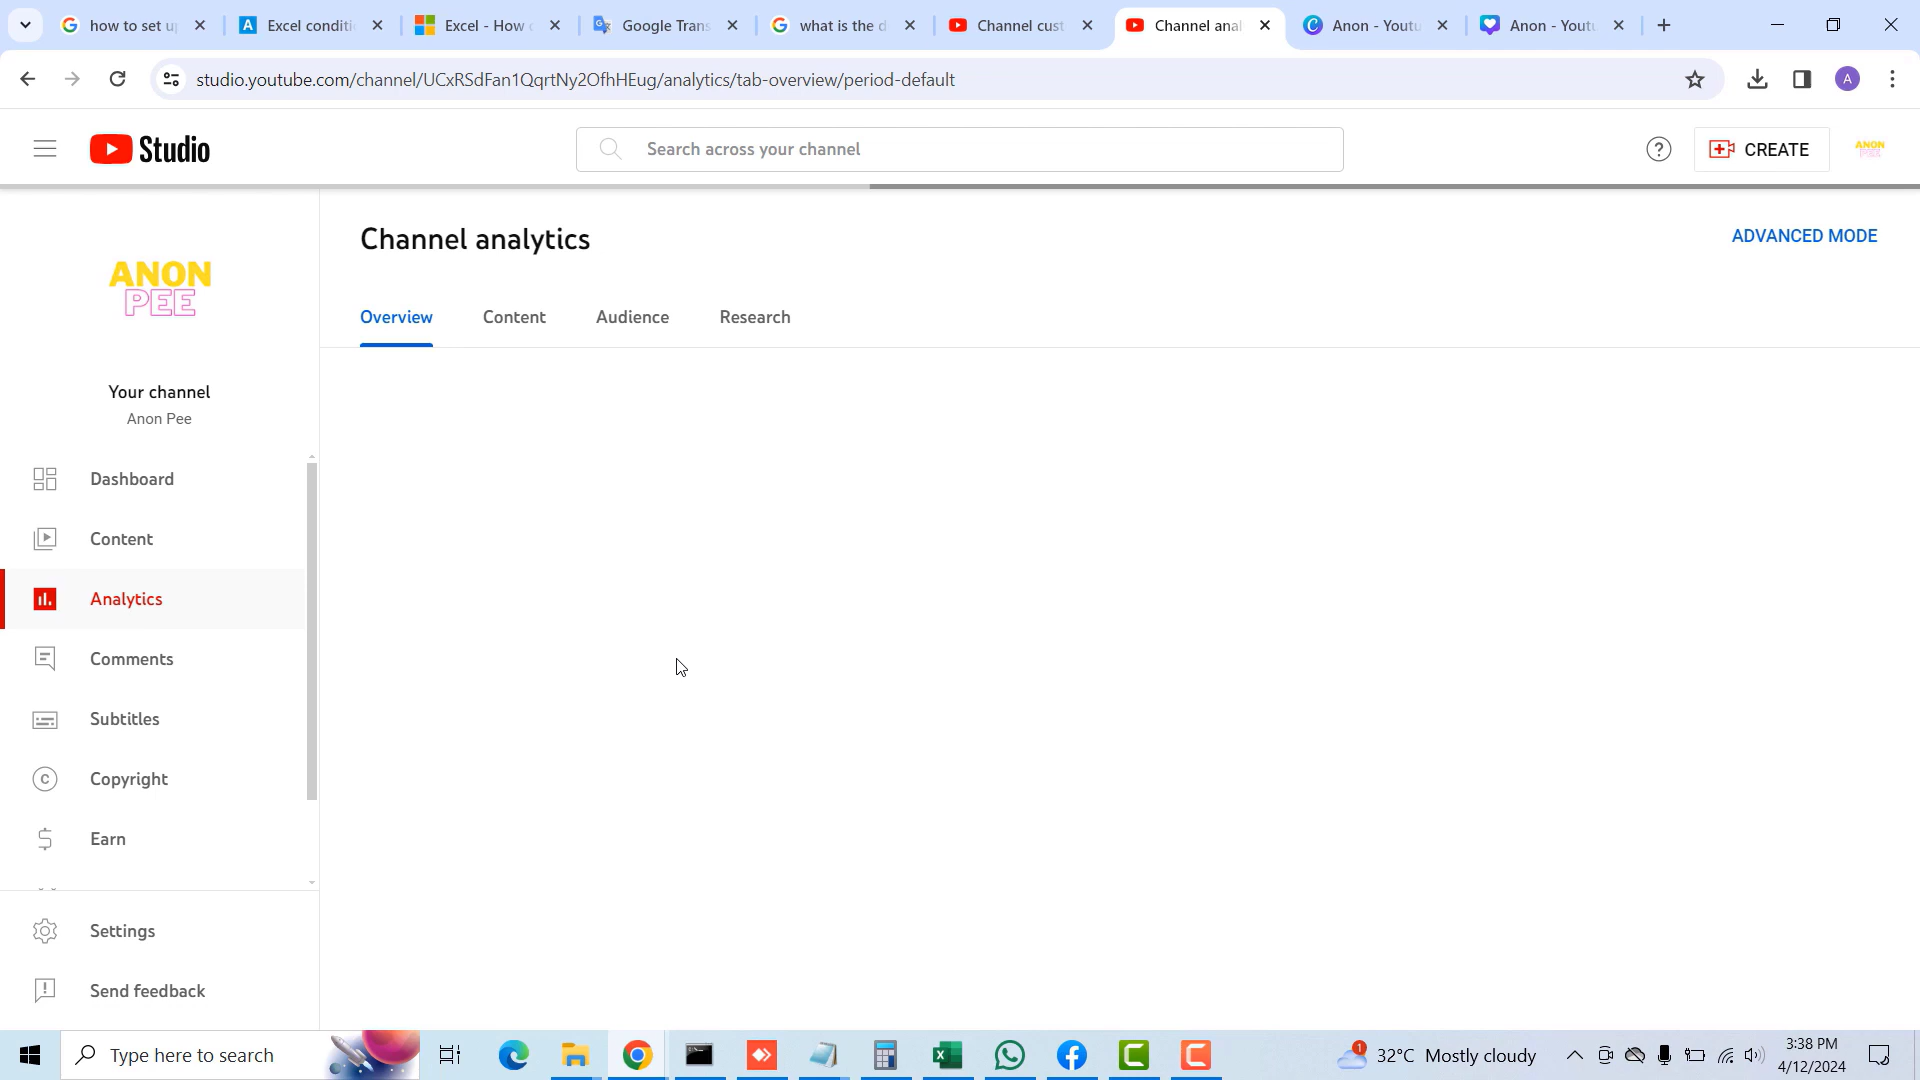 how to set u
Excel conditi
Excel - How
Google Trans
what is the d
Channel cust
Channel anal
Anon - Youtu
Anon - Youtu
studio.youtube.com/channel/UCxRSdFan1QqrtNy2OfhHEug/analytics/tab-overview/period-default
A
Studio
Search across your channel
CREATE
ANON
PEE
Channel analytics
ADVANCED MODE
Overview
Content
Audience
Research
ANON
PEE
Your channel
Anon Pee
Dashboard
Content
Analytics
Comments
Subtitles
Copyright
Earn
Settings
Send feedback
Type here to search
1
32°C Mostly cloudy
3:38 PM
4/12/2024